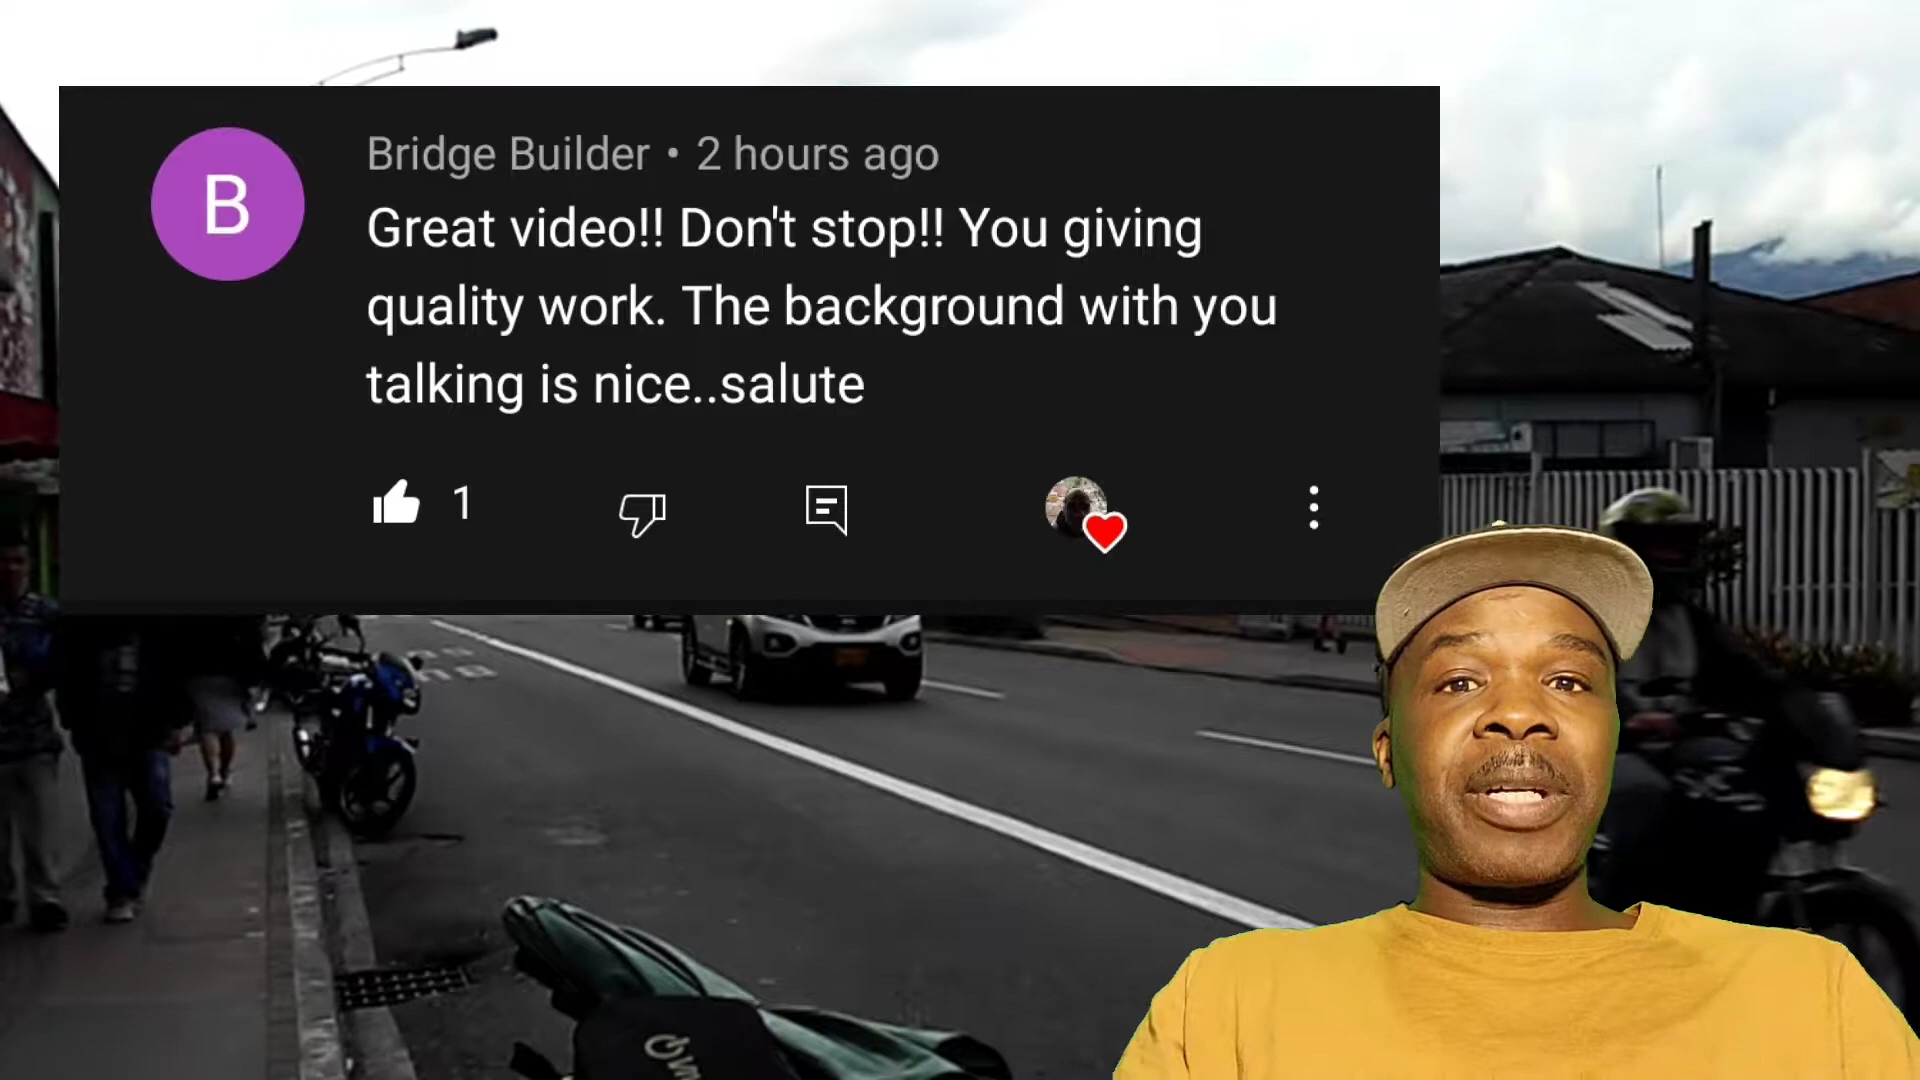 B
Bridge Builder • 2 hours ago
Great video!! Don't stop!! You giving
quality work. The background with you
talking is nice..salute
1